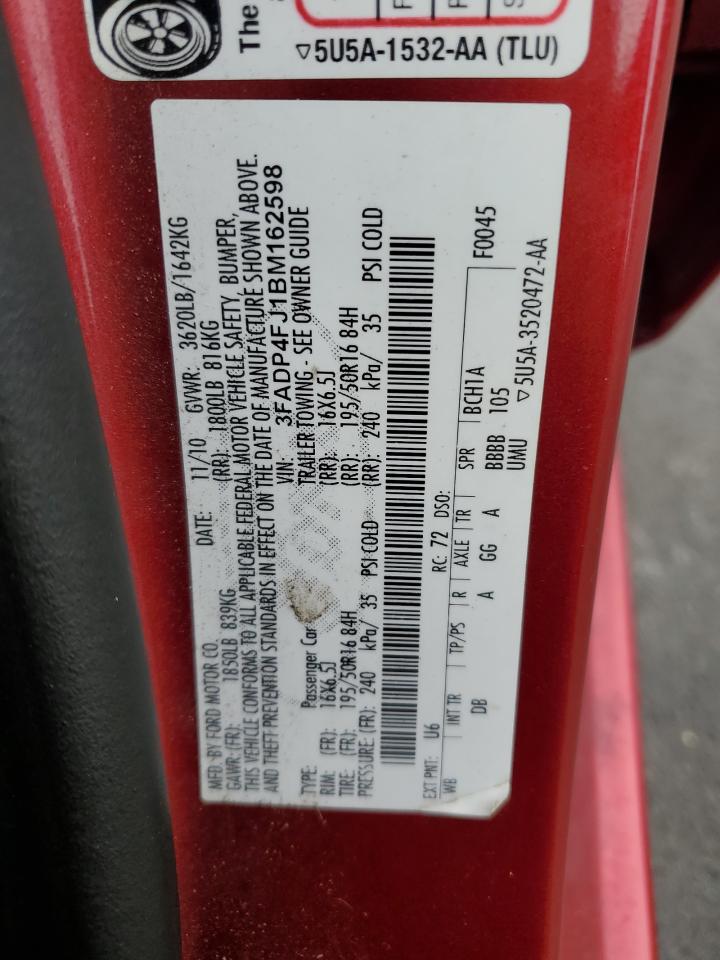 The
▽5U5A-1532-AA (TLU)
MFD. BY FORD MOTOR CO. DATE: 11/10 GVWR: 3620LB/1642KG
GAWR: (FR): 1850LB 839KG (RR): 1800LB 816KG
THIS VEHICLE CONFORMS TO ALL APPLICABLE FEDERAL MOTOR VEHICLE SAFETY, BUMPER,
AND THEFT PREVENTION STANDARDS IN EFFECT ON THE DATE OF MANUFACTURE SHOWN ABOVE.
VIN: 3FADP4FJ1BM162598
TYPE: Passenger Car TRAILER TOWING - SEE OWNER GUIDE
RIM: (FR): 16X6.5J (RR): 16X6.5J
TIRE: (FR): 195/50R16 84H (RR): 195/50R16 84H
PRESSURE: (FR): 240 kPa/ 35 PSI COLD (RR): 240 kPa/ 35 PSI COLD
EXT PNT: U6 RC: 72 DSO: F0045
WB INT TR TP/PS R AXLE TR SPR BCH1A
DB A GG A BBBB 105
UMU ▽5U5A-3520472-AA